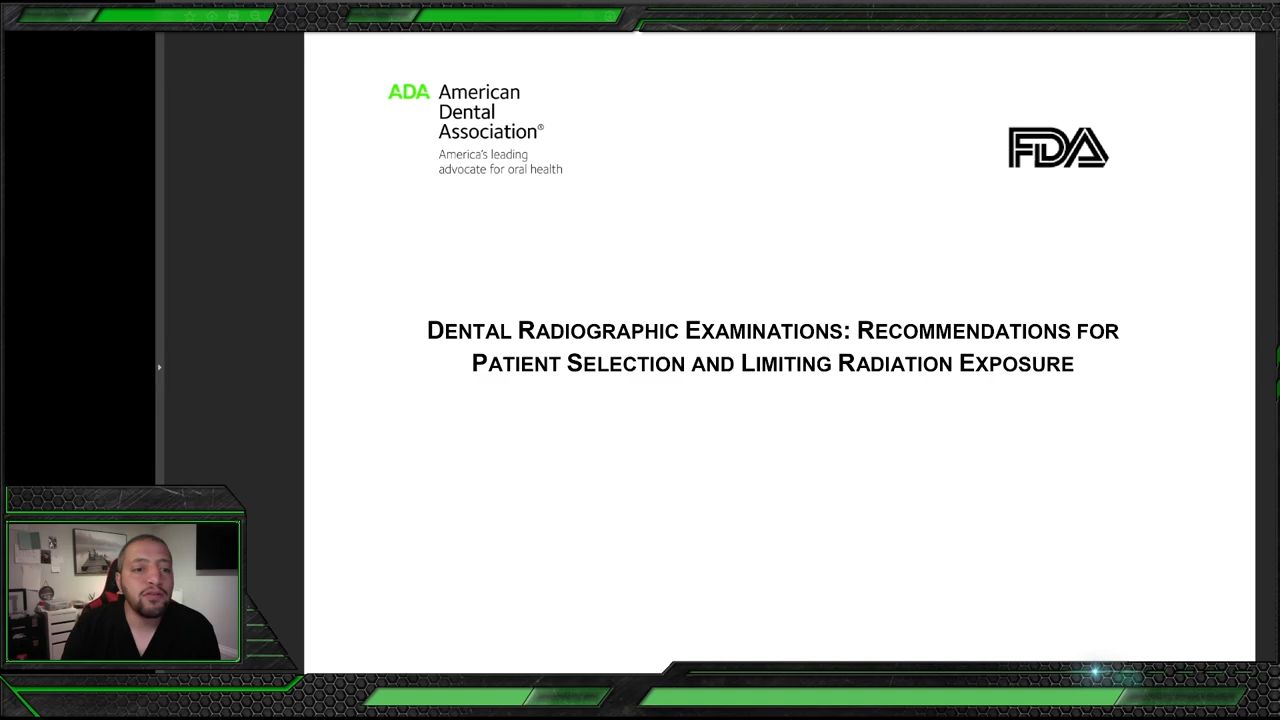 ADA American
Dental
Association®
America's leading
advocate for oral health
FDA
DENTAL RADIOGRAPHIC EXAMINATIONS: RECOMMENDATIONS FOR
PATIENT SELECTION AND LIMITING RADIATION EXPOSURE